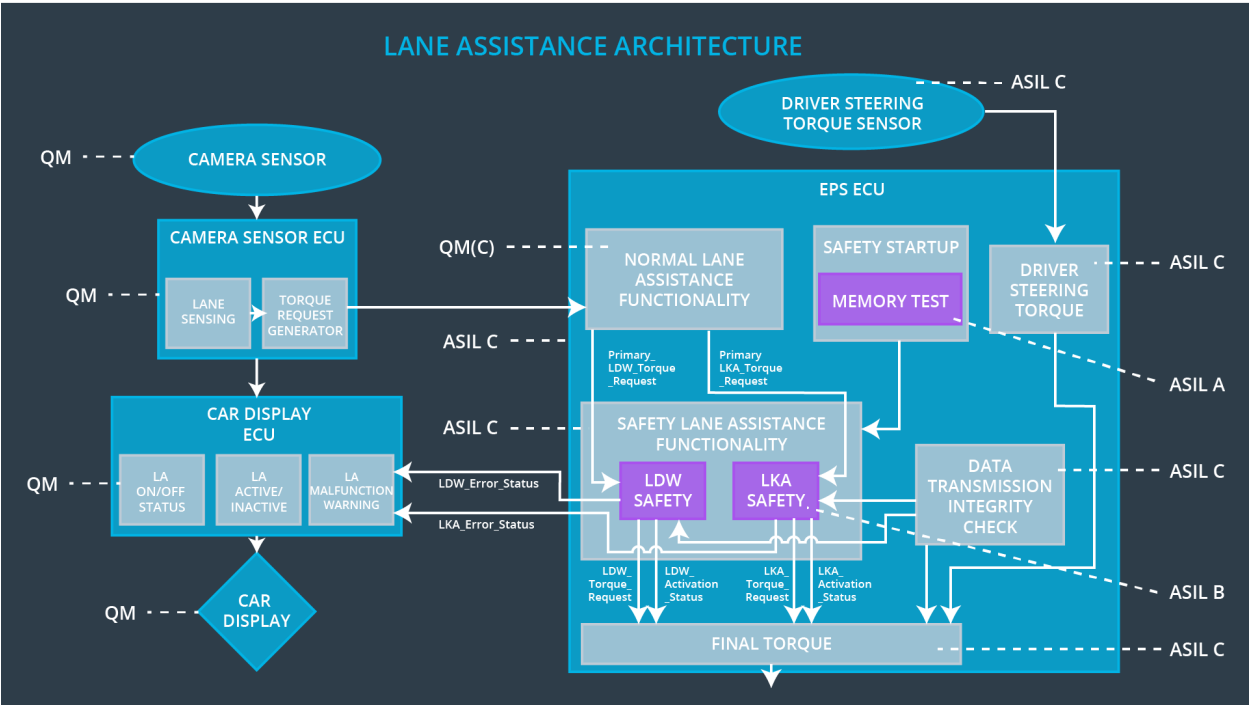 LANE ASSISTANCE ARCHITECTURE
ASIL C
DRIVER STEERING
TORQUE SENSOR
QM
CAMERA SENSOR
EPS ECU
CAMERA SENSOR ECU
QM(C)
NORMAL LANE
ASSISTANCE
FUNCTIONALITY
SAFETY STARTUP
MEMORY TEST
DRIVER
STEERING
TORQUE
ASIL C
QM
LANE
SENSING
TORQUE
REQUEST
GENERATOR
ASIL C
Primary_
LDW_Torque
_Request
Primary
LKA_Torque
_Request
ASIL A
CAR DISPLAY
ECU
ASIL C
SAFETY LANE ASSISTANCE
FUNCTIONALITY
QM
LA
ON/OFF
STATUS
LA
ACTIVE/
INACTIVE
LA
MALFUNCTION
WARNING
LDW_Error_Status
LKA_Error_Status
LDW
SAFETY
LKA
SAFETY
DATA
TRANSMISSION
INTEGRITY
CHECK
ASIL C
QM
CAR
DISPLAY
LDW_
Torque_
Request
LDW_
Activation
_Status
LKA_
Torque_
Request
LKA_
Activation
_Status
ASIL B
FINAL TORQUE
ASIL C